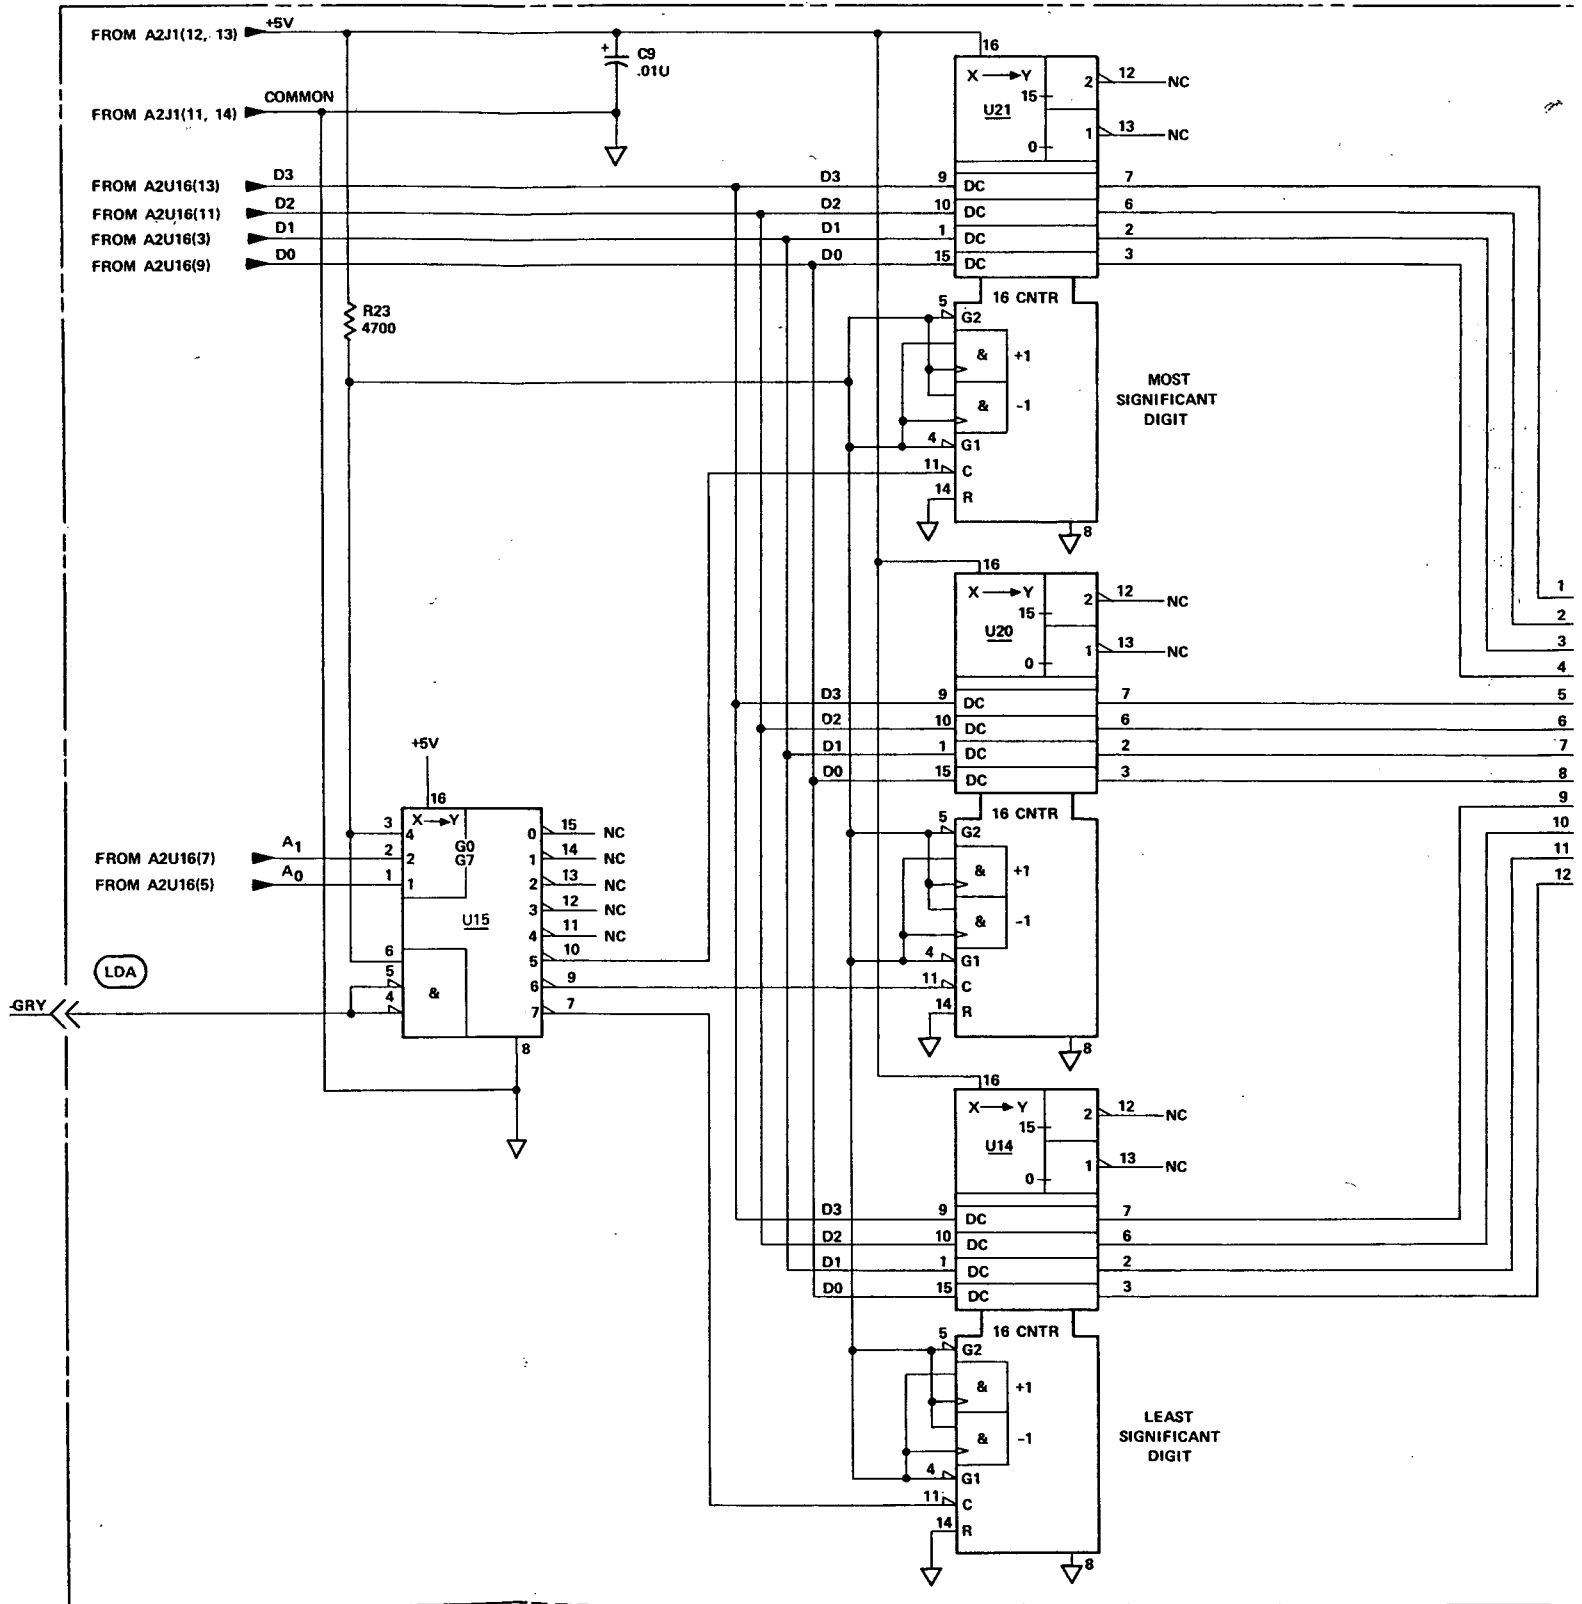 FROM A2J1(12, 13) +5V
C9
.01U
+
FROM A2J1(11, 14) COMMON
FROM A2U16(13) D3
FROM A2U16(11) D2
FROM A2U16(3) D1
FROM A2U16(9) D0
R23
4700
16
X → Y
15
U21
0
2 12 NC
1 13 NC
D3 9 DC 7
D2 10 DC 6
D1 1 DC 2
D0 15 DC 3
16 CNTR
5 G2
& +1
& -1
4 G1
11 C
14 R
8
MOST
SIGNIFICANT
DIGIT
16
X → Y
15
U20
0
2 12 NC
1 13 NC
D3 9 DC 7
D2 10 DC 6
D1 1 DC 2
D0 15 DC 3
16 CNTR
5 G2
& +1
& -1
4 G1
11 C
14 R
8
1
2
3
4
5
6
7
8
9
10
11
12
+5V
16
X → Y
G0
G7
U15
3 4
FROM A2U16(7) A1 2 2
FROM A2U16(5) A0 1 1
6
5
4
&
0 15 NC
1 14 NC
2 13 NC
3 12 NC
4 11 NC
5 10
6 9
7 7
8
LDA
-GRY
16
X → Y
15
U14
0
2 12 NC
1 13 NC
D3 9 DC 7
D2 10 DC 6
D1 1 DC 2
D0 15 DC 3
16 CNTR
5 G2
& +1
& -1
4 G1
11 C
14 R
8
LEAST
SIGNIFICANT
DIGIT